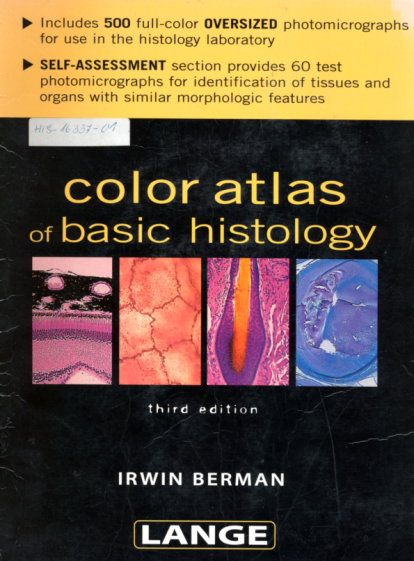 ▶ Includes 500 full-color OVERSIZED photomicrographs
for use in the histology laboratory
▶ SELF-ASSESSMENT section provides 60 test
photomicrographs for identification of tissues and
organs with similar morphologic features
HIS-16337-01
color atlas
of basic histology
third edition
IRWIN BERMAN
LANGE